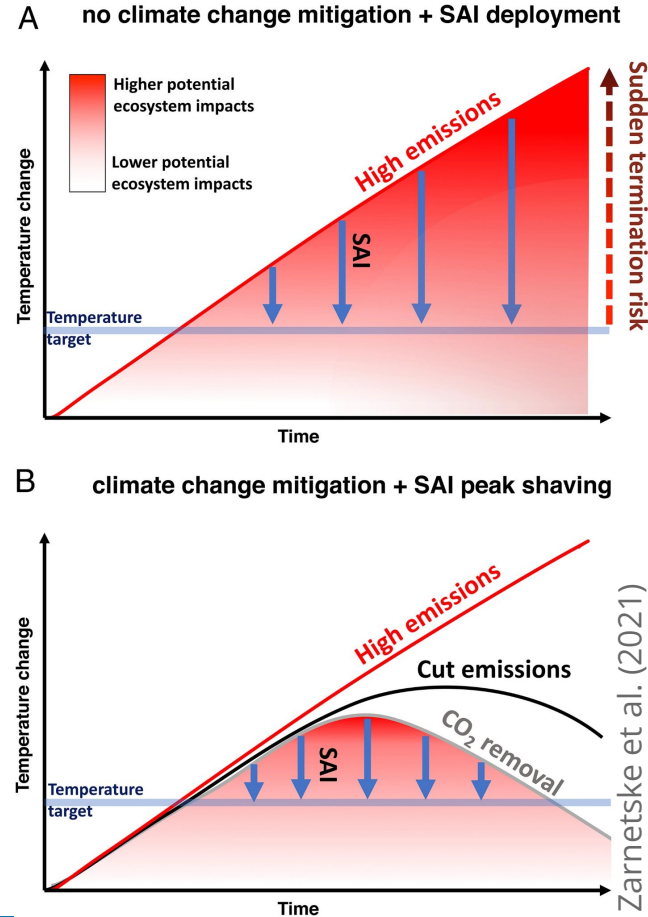 A
no climate change mitigation + SAI deployment
Higher potential
ecosystem impacts
Lower potential
ecosystem impacts
High emissions
SAI
Sudden termination risk
Temperature change
Temperature
target
Time
B
climate change mitigation + SAI peak shaving
High emissions
Cut emissions
CO₂ removal
SAI
Temperature change
Temperature
target
Time
Zarnetske et al. (2021)